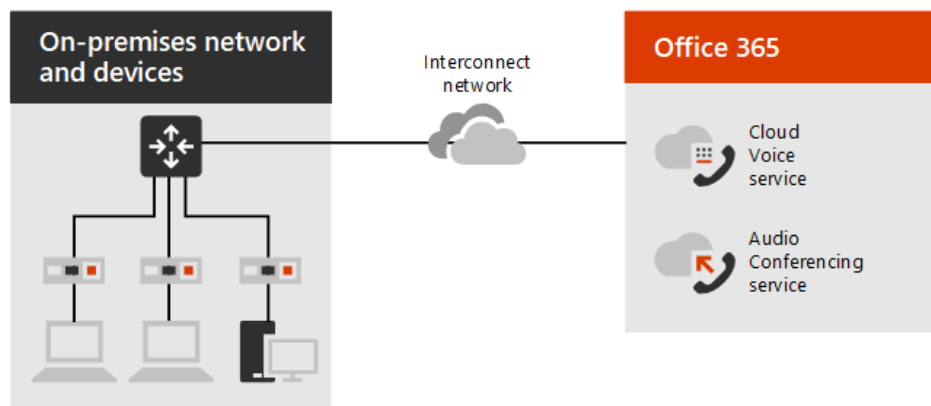 On-premises network
and devices
Interconnect
network
Office 365
Cloud
Voice
service
Audio
Conferencing
service